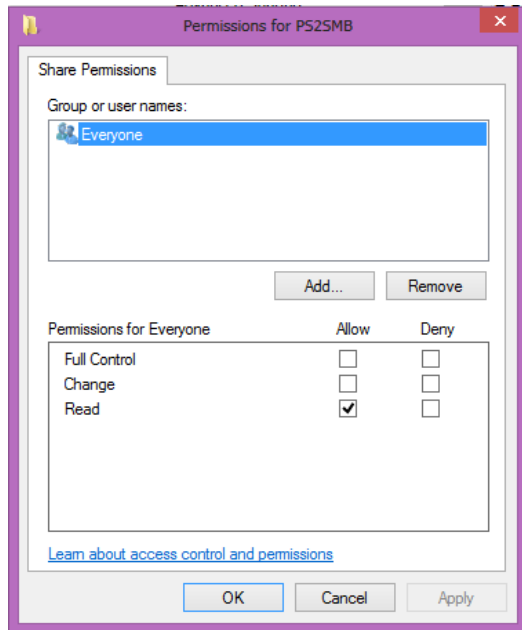 Permissions for PS2SMB
Share Permissions
Group or user names:
Everyone
Add... Remove
Permissions for Everyone Allow Deny
Full Control
Change
Read
Learn about access control and permissions
OK Cancel Apply